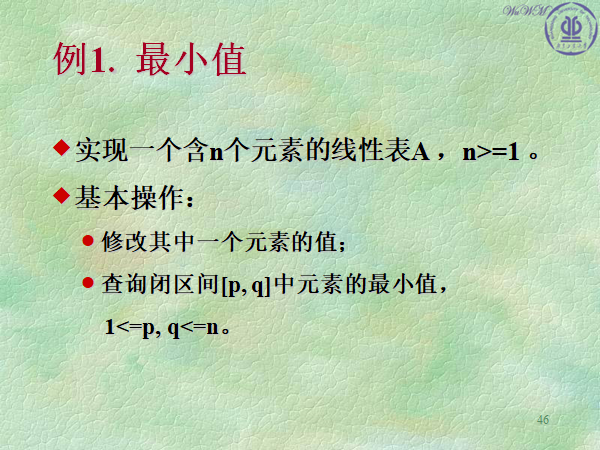 WuWM
例1. 最小值
实现一个含n个元素的线性表A，n>=1。
基本操作：
修改其中一个元素的值；
查询闭区间[p, q]中元素的最小值，
1<=p, q<=n。
46